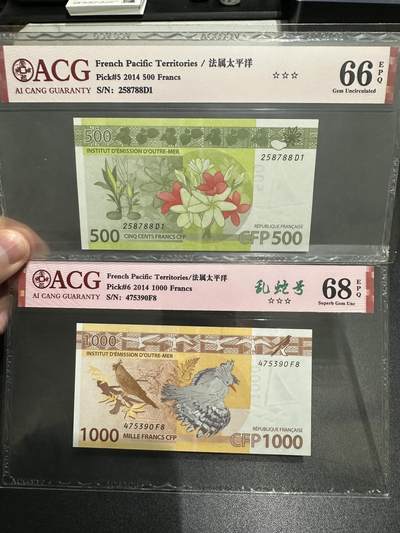 ACG
AI CANG GUARANTY
French Pacific Territories / 法属太平洋
Pick#5 2014 500 Francs
S/N: 258788D1
☆☆☆
66 EPQ
Gem Uncirculated
500
INSTITUT D'ÉMISSION D'OUTRE-MER
258788D1
258788D1
RÉPUBLIQUE FRANÇAISE
500 CINQ CENTS FRANCS CFP
CFP500
ACG
AI CANG GUARANTY
French Pacific Territories/法属太平洋
Pick#6 2014 1000 Francs
S/N: 475390F8
乱蛇号
☆☆☆
68 EPQ
Superb Gem Unc
1000
INSTITUT D'ÉMISSION D'OUTRE-MER
475390F8
475390F8
RÉPUBLIQUE FRANÇAISE
1000 MILLE FRANCS CFP
CFP1000